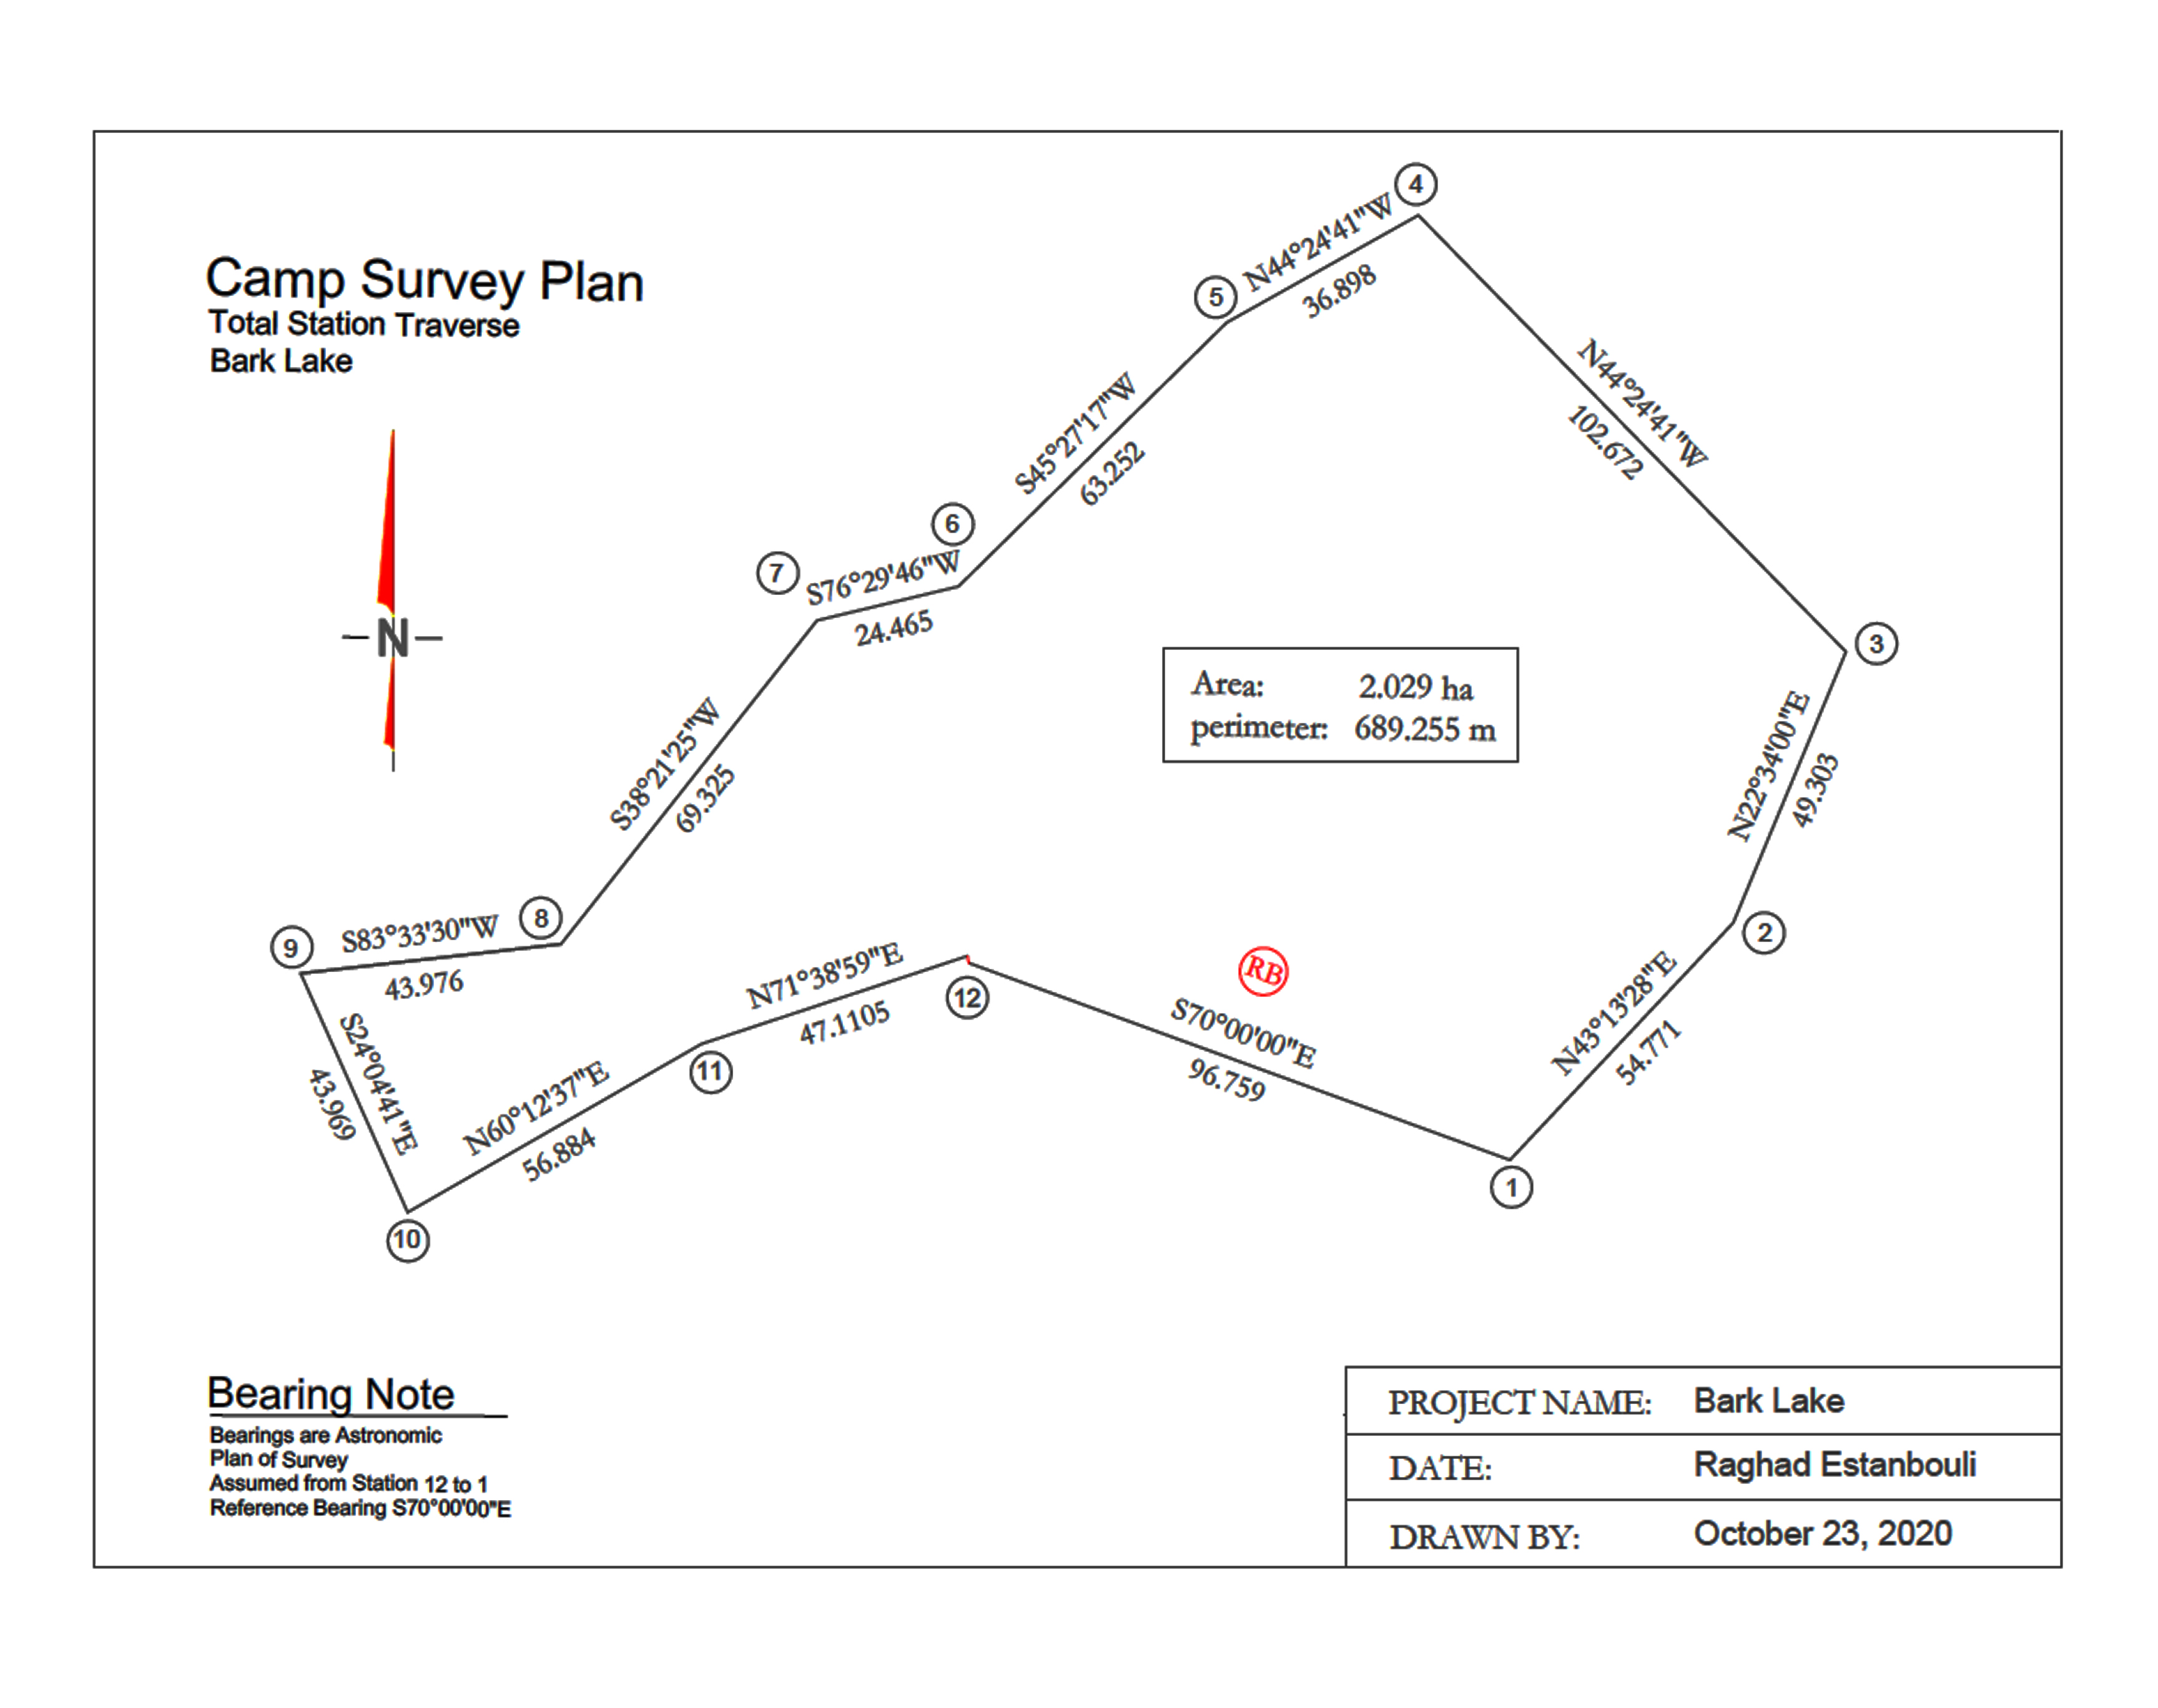 Camp Survey Plan
Total Station Traverse
Bark Lake
N
4
N44°24'41"W
36.898
5
N44°24'41"W
102.672
S45°27'17"W
63.252
6
7
S76°29'46"W
24.465
3
Area: 2.029 ha
perimeter: 689.255 m
N22°34'00"E
49.303
S38°21'25"W
69.325
2
8
9
S83°33'30"W
43.976
N71°38'59"E
47.1105
12
RB
S70°00'00"E
96.759
N43°13'28"E
54.771
S24°04'41"E
43.969
N60°12'37"E
56.884
11
1
10
Bearing Note
Bearings are Astronomic
Plan of Survey
Assumed from Station 12 to 1
Reference Bearing S70°00'00"E
PROJECT NAME: Bark Lake
DATE: Raghad Estanbouli
DRAWN BY: October 23, 2020